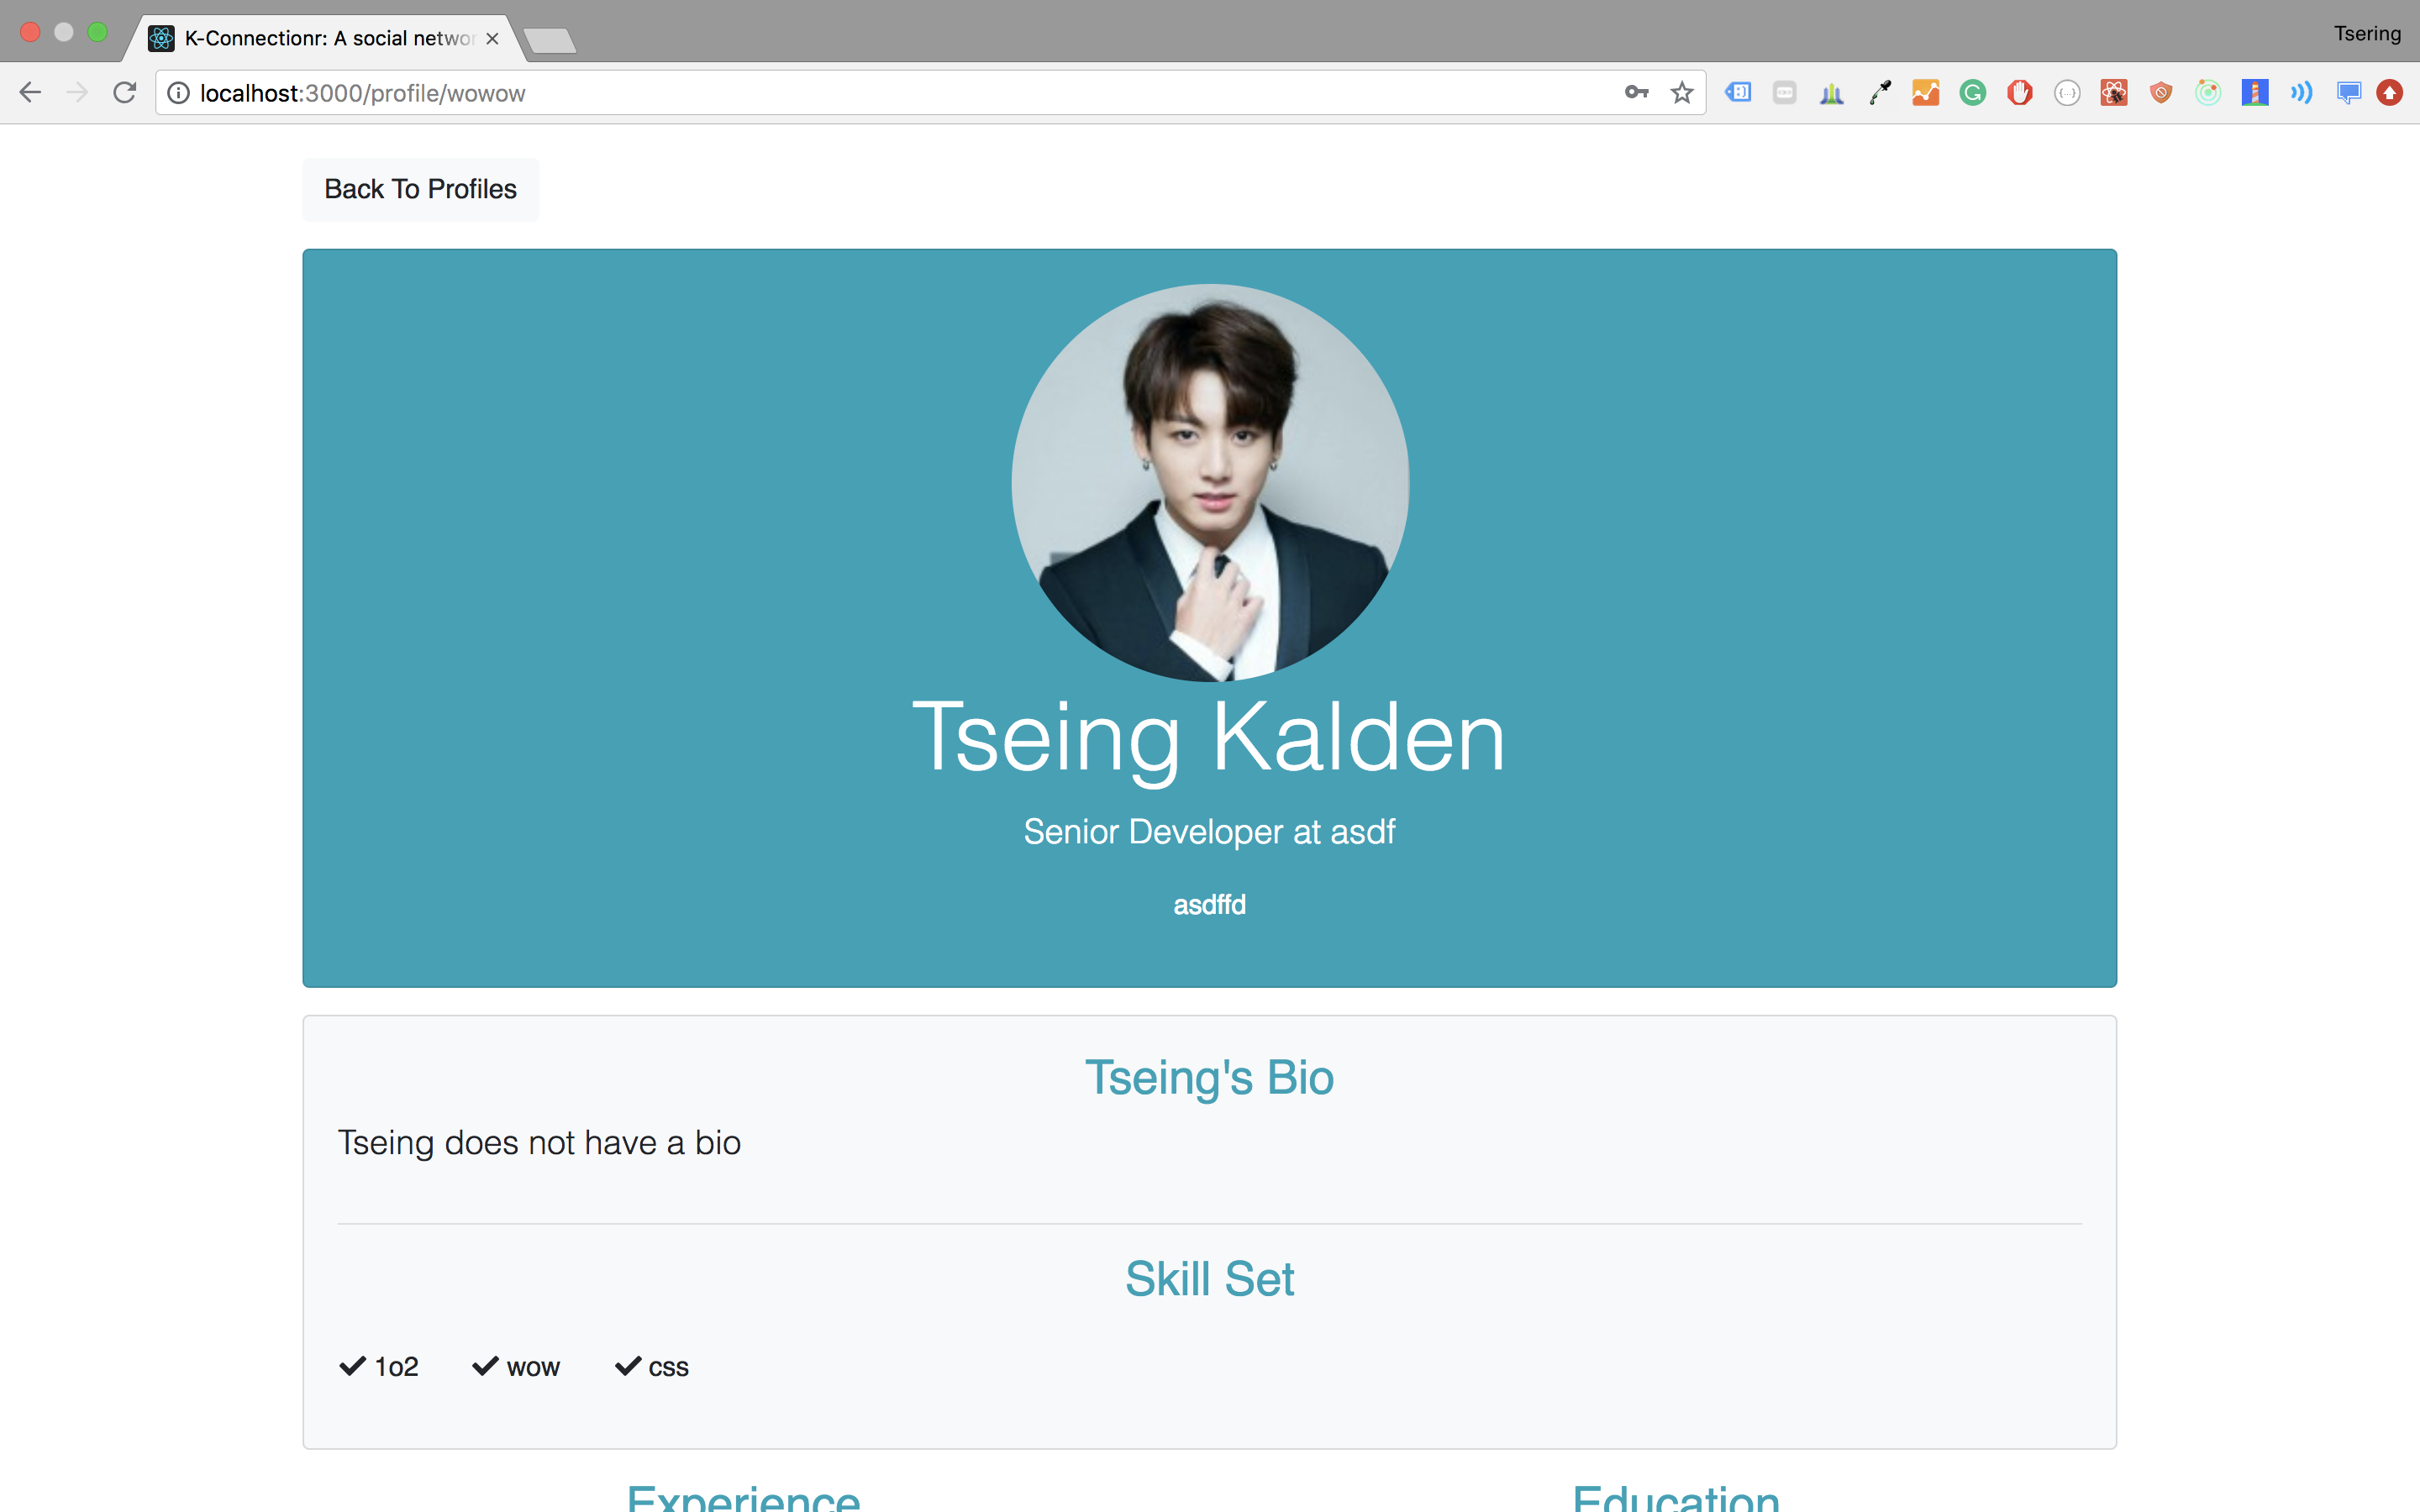 K-Connectionr: A social networ
Tsering
localhost:3000/profile/wowow
Back To Profiles
Tseing Kalden
Senior Developer at asdf
asdffd
Tseing's Bio
Tseing does not have a bio
Skill Set
1o2 wow css
Experience Education